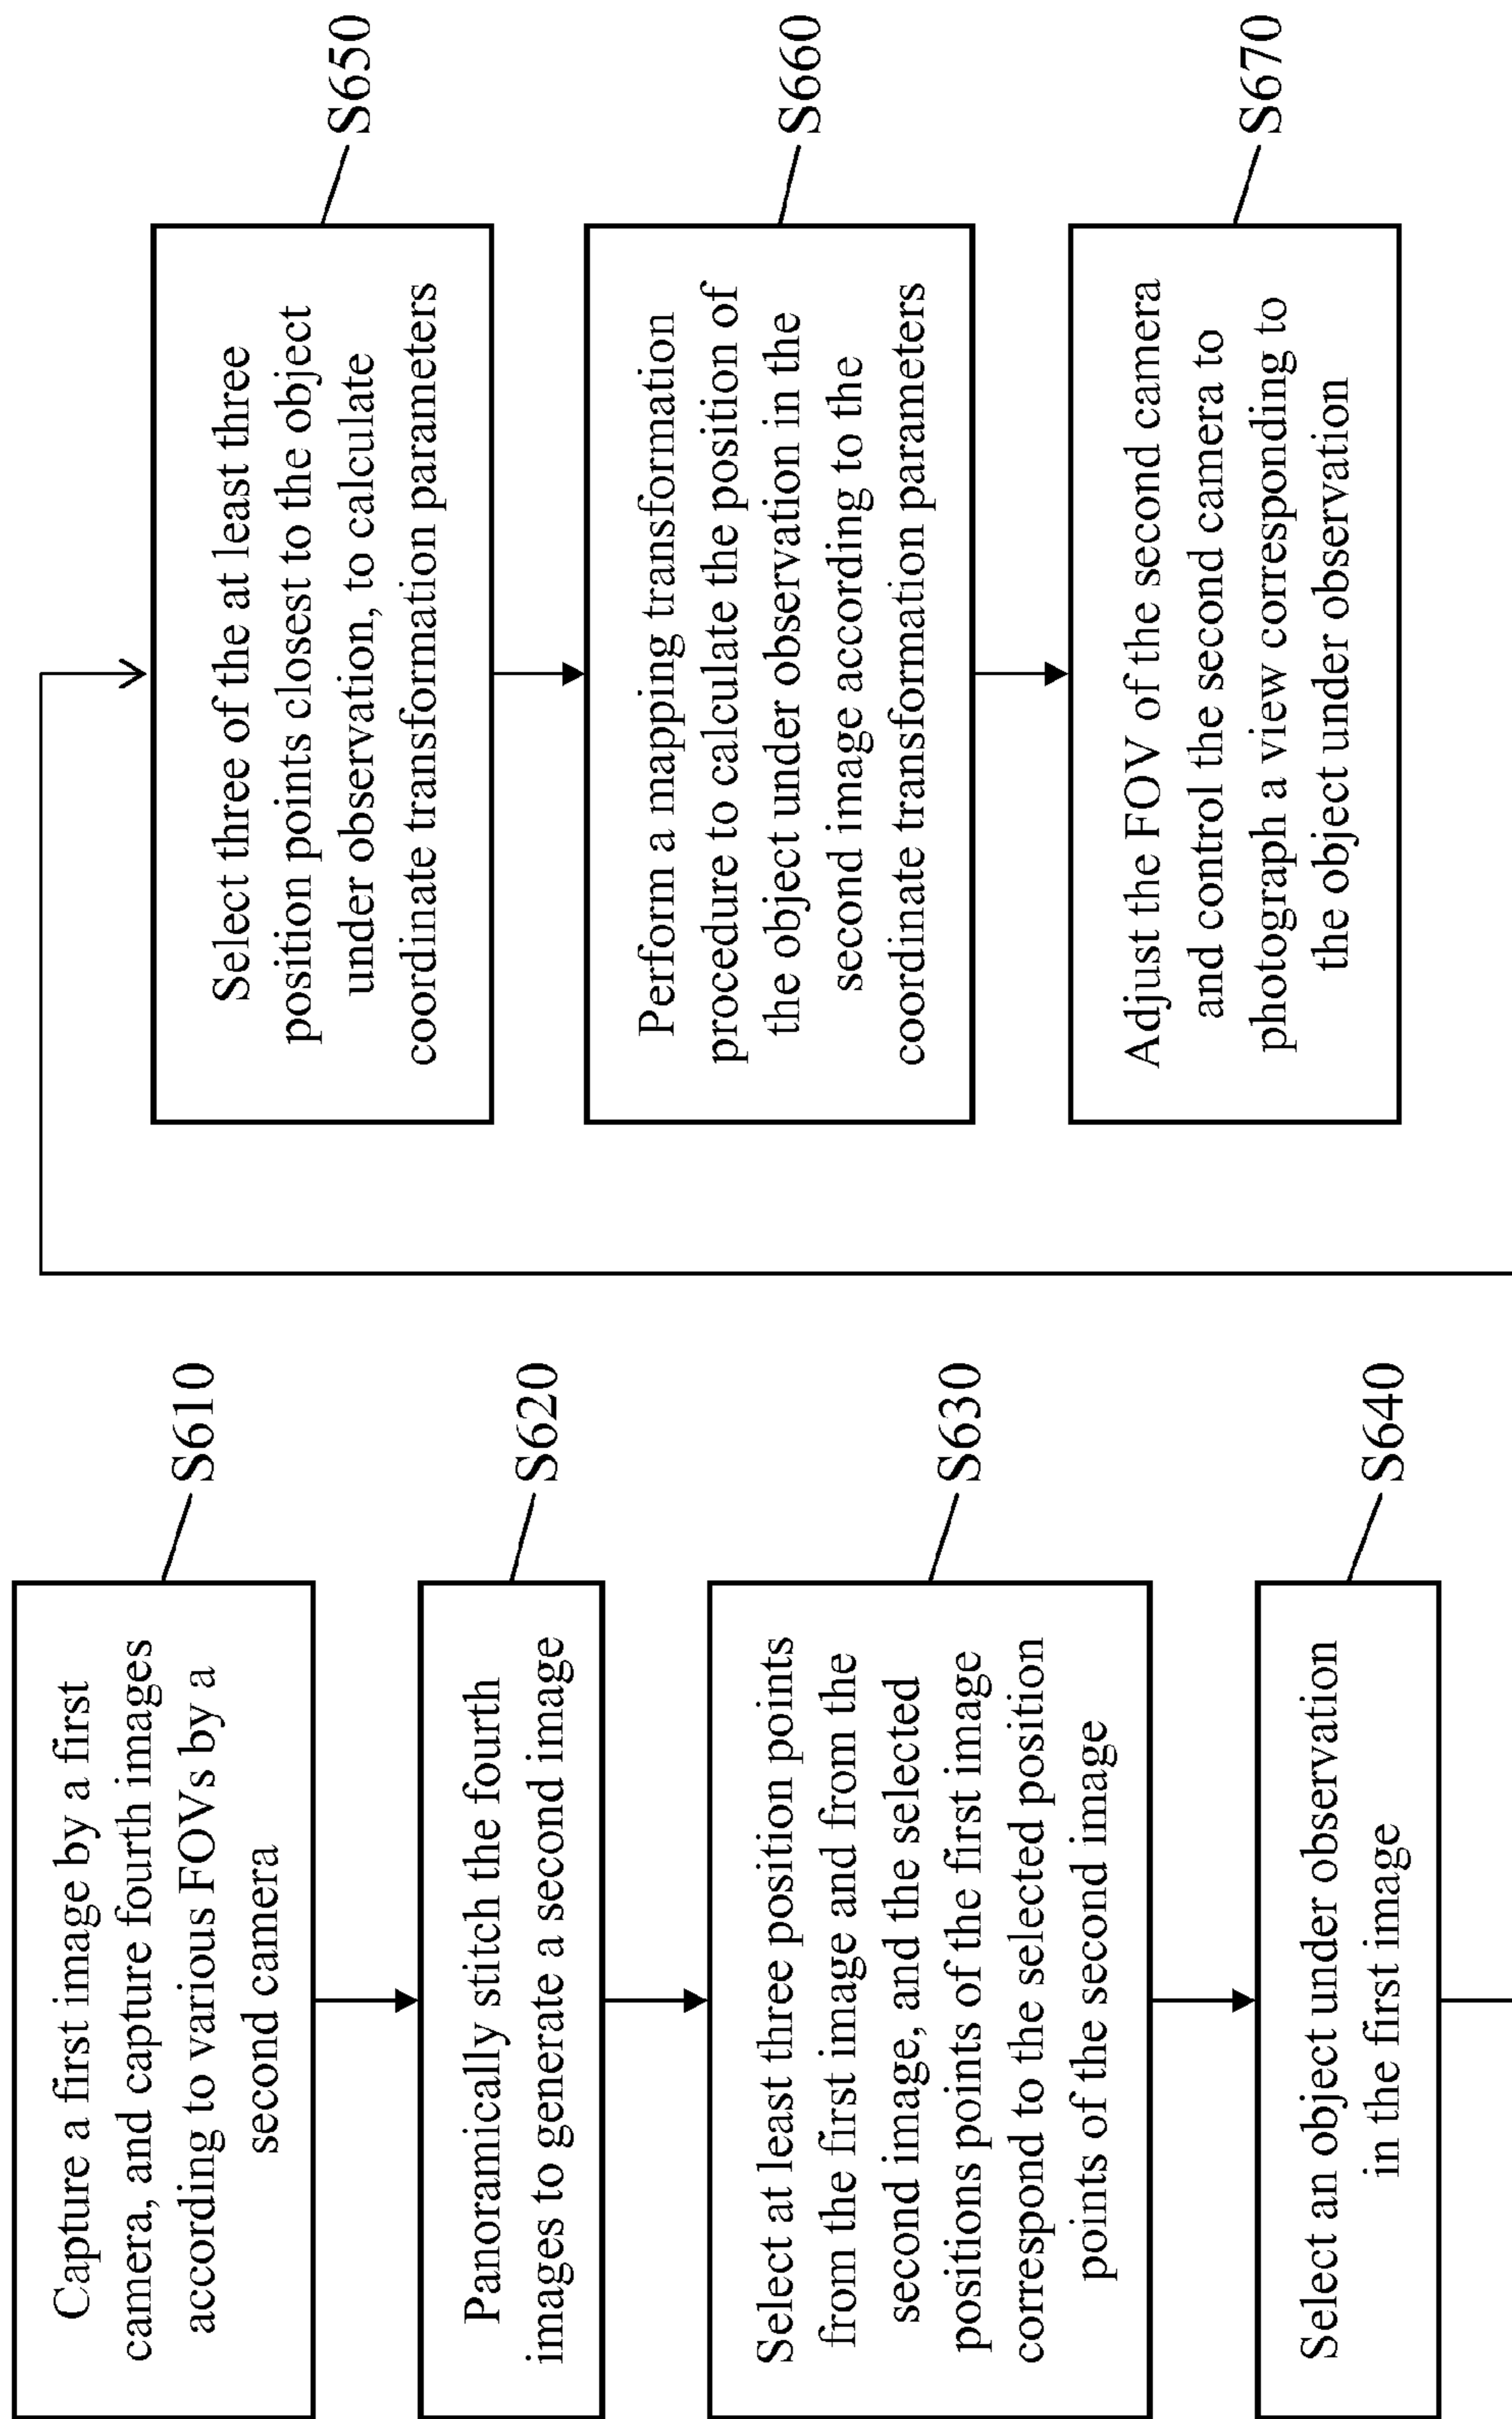 Capture a first image by a first
camera, and capture fourth images
according to various FOVs by a
second camera
S610
Panoramically stitch the fourth
images to generate a second image
S620
Select at least three position points
from the first image and from the
second image, and the selected
positions points of the first image
correspond to the selected position
points of the second image
S630
Select an object under observation
in the first image
S640
Select three of the at least three
position points closest to the object
under observation, to calculate
coordinate transformation parameters
S650
Perform a mapping transformation
procedure to calculate the position of
the object under observation in the
second image according to the
coordinate transformation parameters
S660
Adjust the FOV of the second camera
and control the second camera to
photograph a view corresponding to
the object under observation
S670